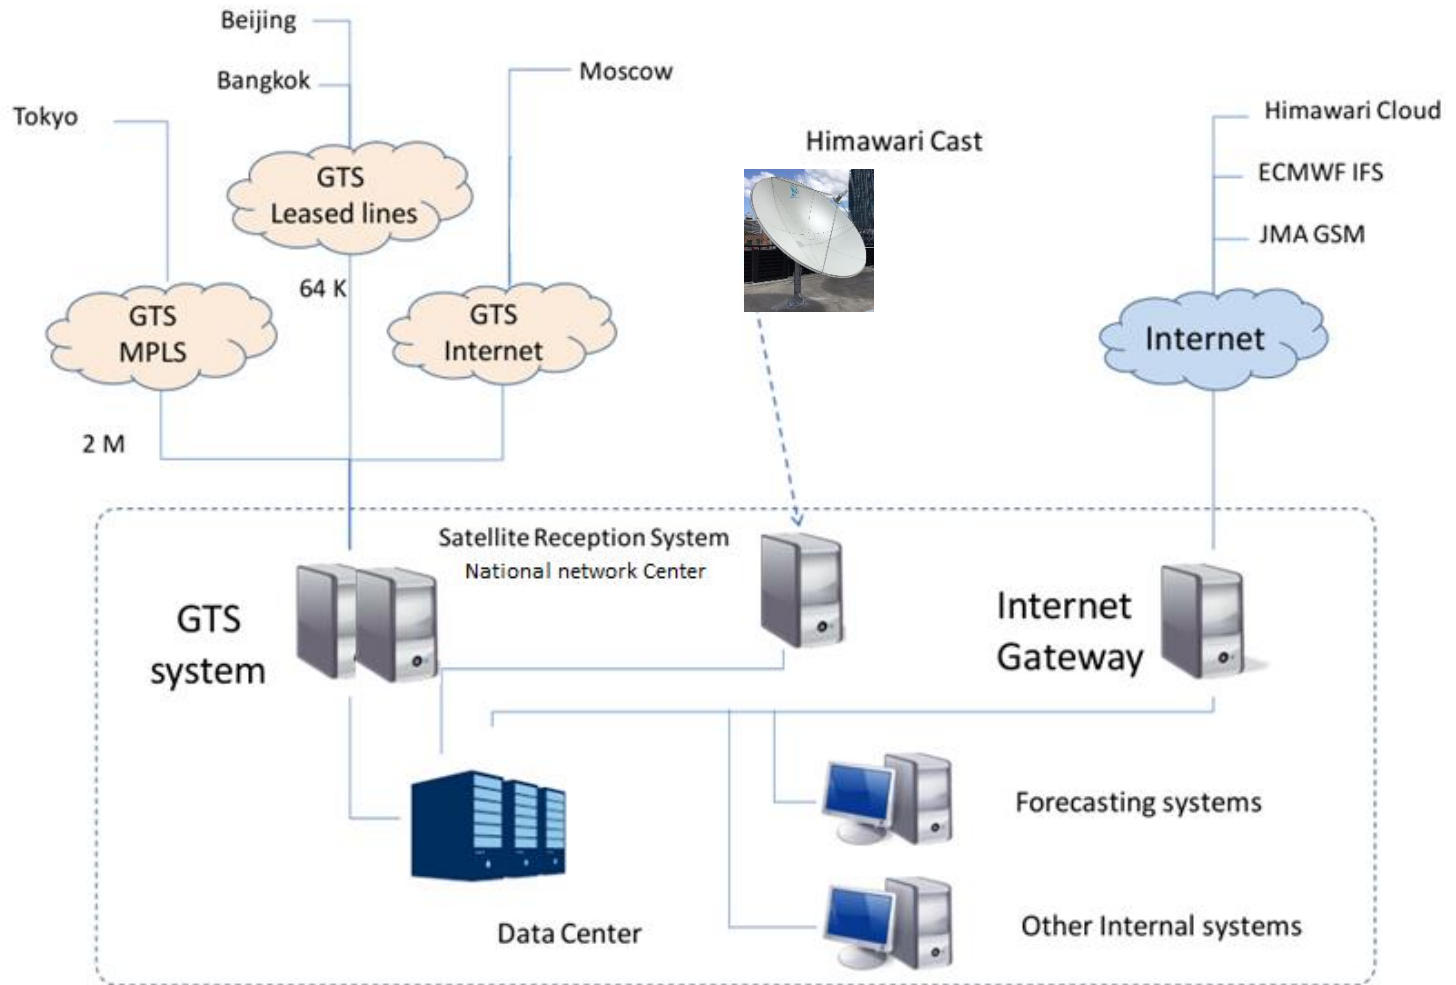 Beijing
Bangkok
Moscow
Tokyo
Himawari Cloud
Himawari Cast
ECMWF IFS
JMA GSM
GTS
Leased lines
64 K
GTS
MPLS
GTS
Internet
Internet
2 M
Satellite Reception System
National network Center
GTS
system
Internet
Gateway
Forecasting systems
Other Internal systems
Data Center